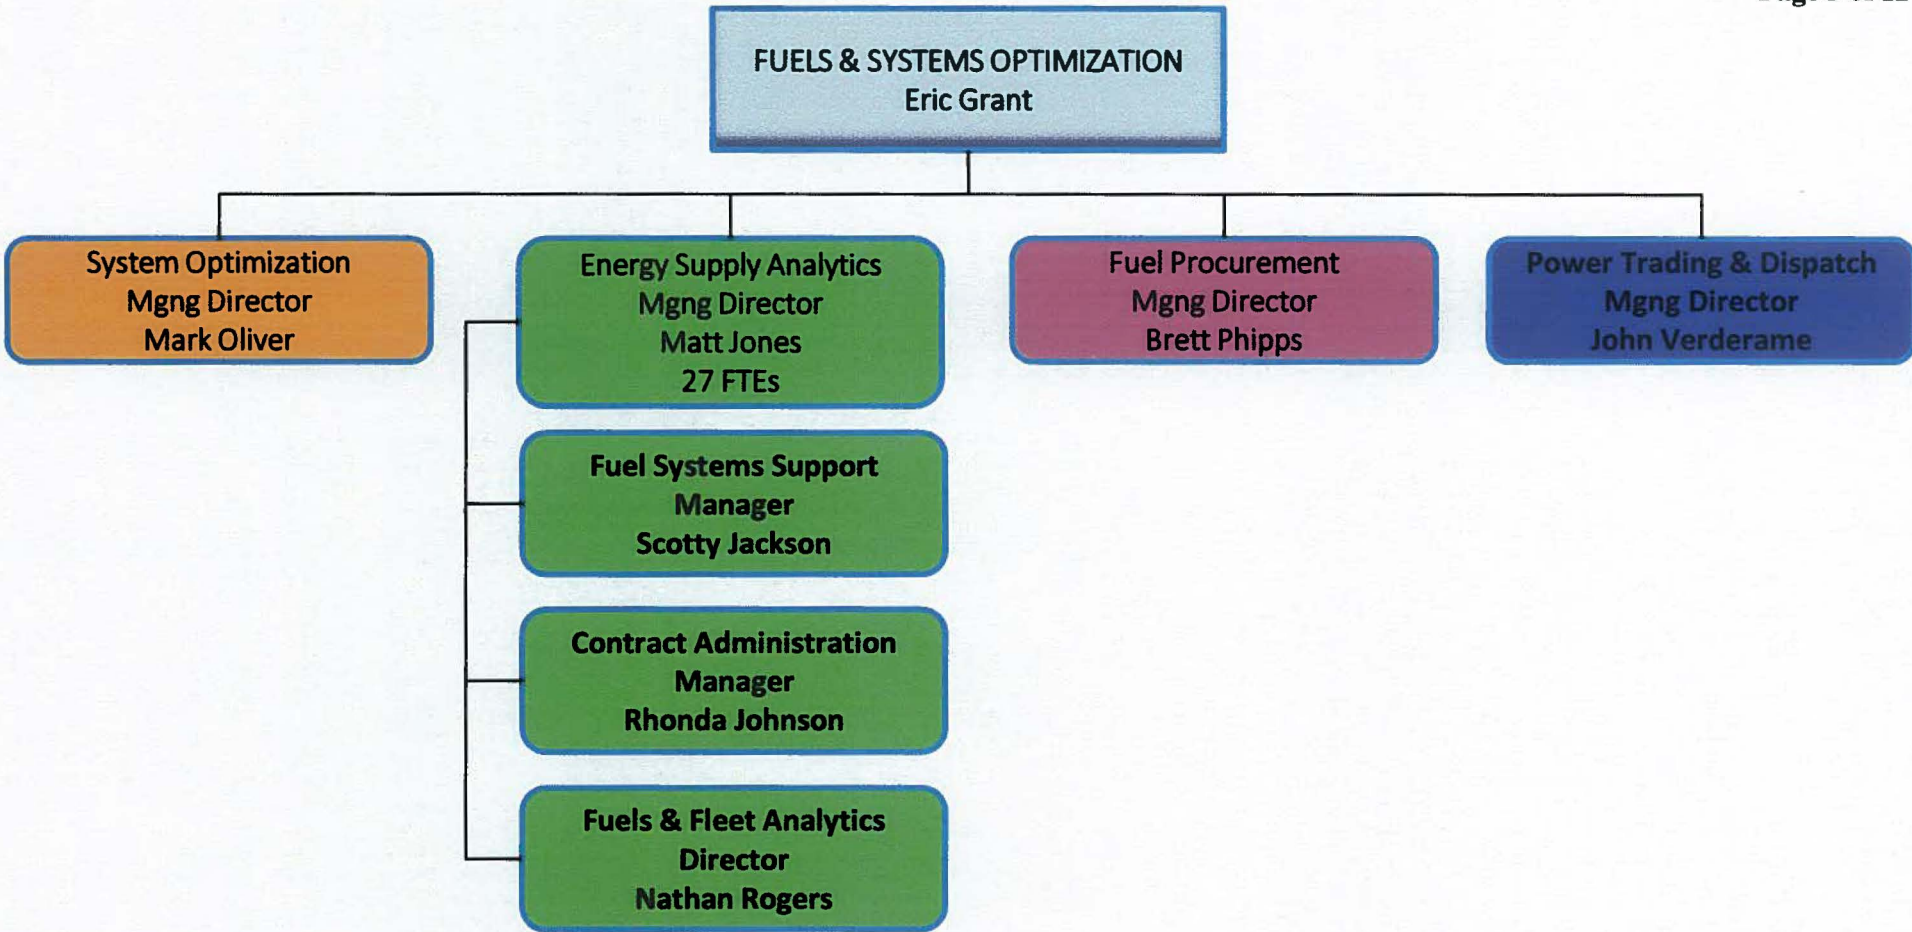 FUELS & SYSTEMS OPTIMIZATION
Eric Grant
System Optimization
Mgng Director
Mark Oliver
Energy Supply Analytics
Mgng Director
Matt Jones
27 FTEs
Fuel Procurement
Mgng Director
Brett Phipps
Power Trading & Dispatch
Mgng Director
John Verderame
Fuel Systems Support
Manager
Scotty Jackson
Contract Administration
Manager
Rhonda Johnson
Fuels & Fleet Analytics
Director
Nathan Rogers